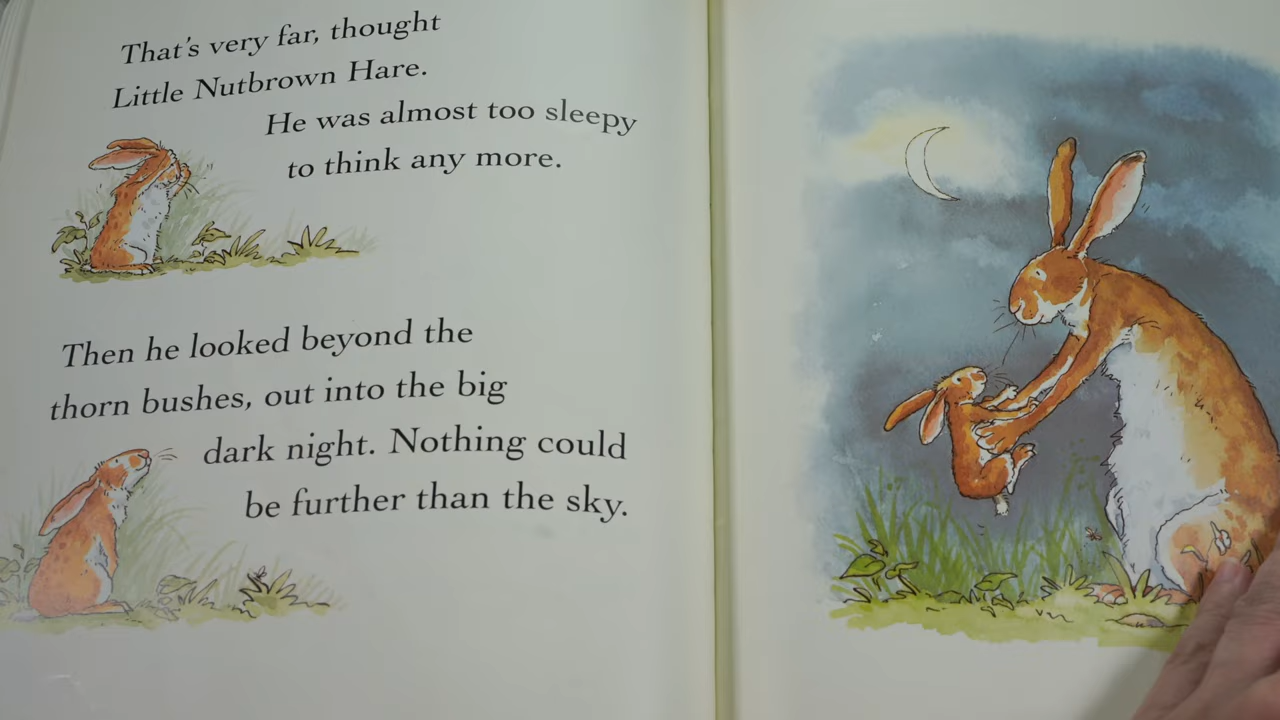 That's very far, thought
Little Nutbrown Hare.
He was almost too sleepy
to think any more.
Then he looked beyond the
thorn bushes, out into the big
dark night. Nothing could
be further than the sky.